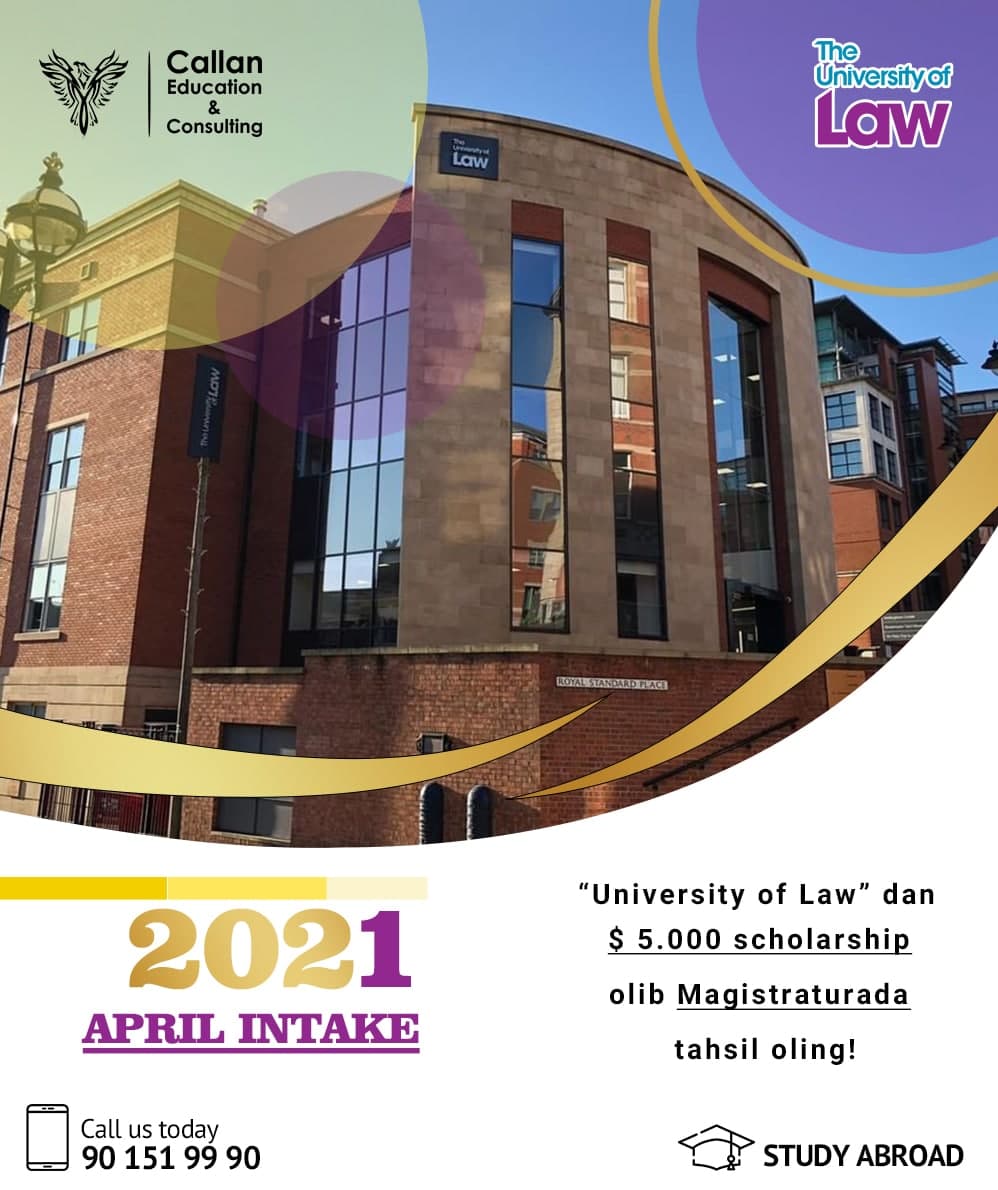 Callan
Education
&
Consulting
The
University of
Law
The
University of
Law
The University
of Law
ROYAL STANDARD PLACE
2021
APRIL INTAKE
“University of Law” dan
$ 5.000 scholarship
olib Magistraturada
tahsil oling!
Call us today
90 151 99 90
STUDY ABROAD